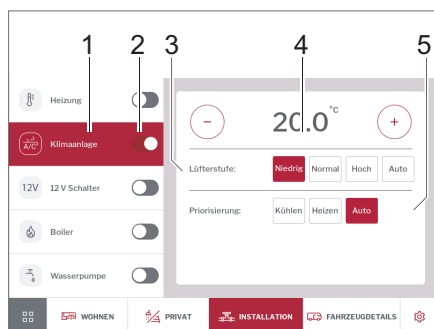 1 2 3 4 5
Heizung
20.0 °C
A/C Klimaanlage
Lüfterstufe: Niedrig Normal Hoch Auto
12V 12 V Schalter
Priorisierung: Kühlen Heizen Auto
Boiler
Wasserpumpe
WOHNEN PRIVAT INSTALLATION FAHRZEUGDETAILS